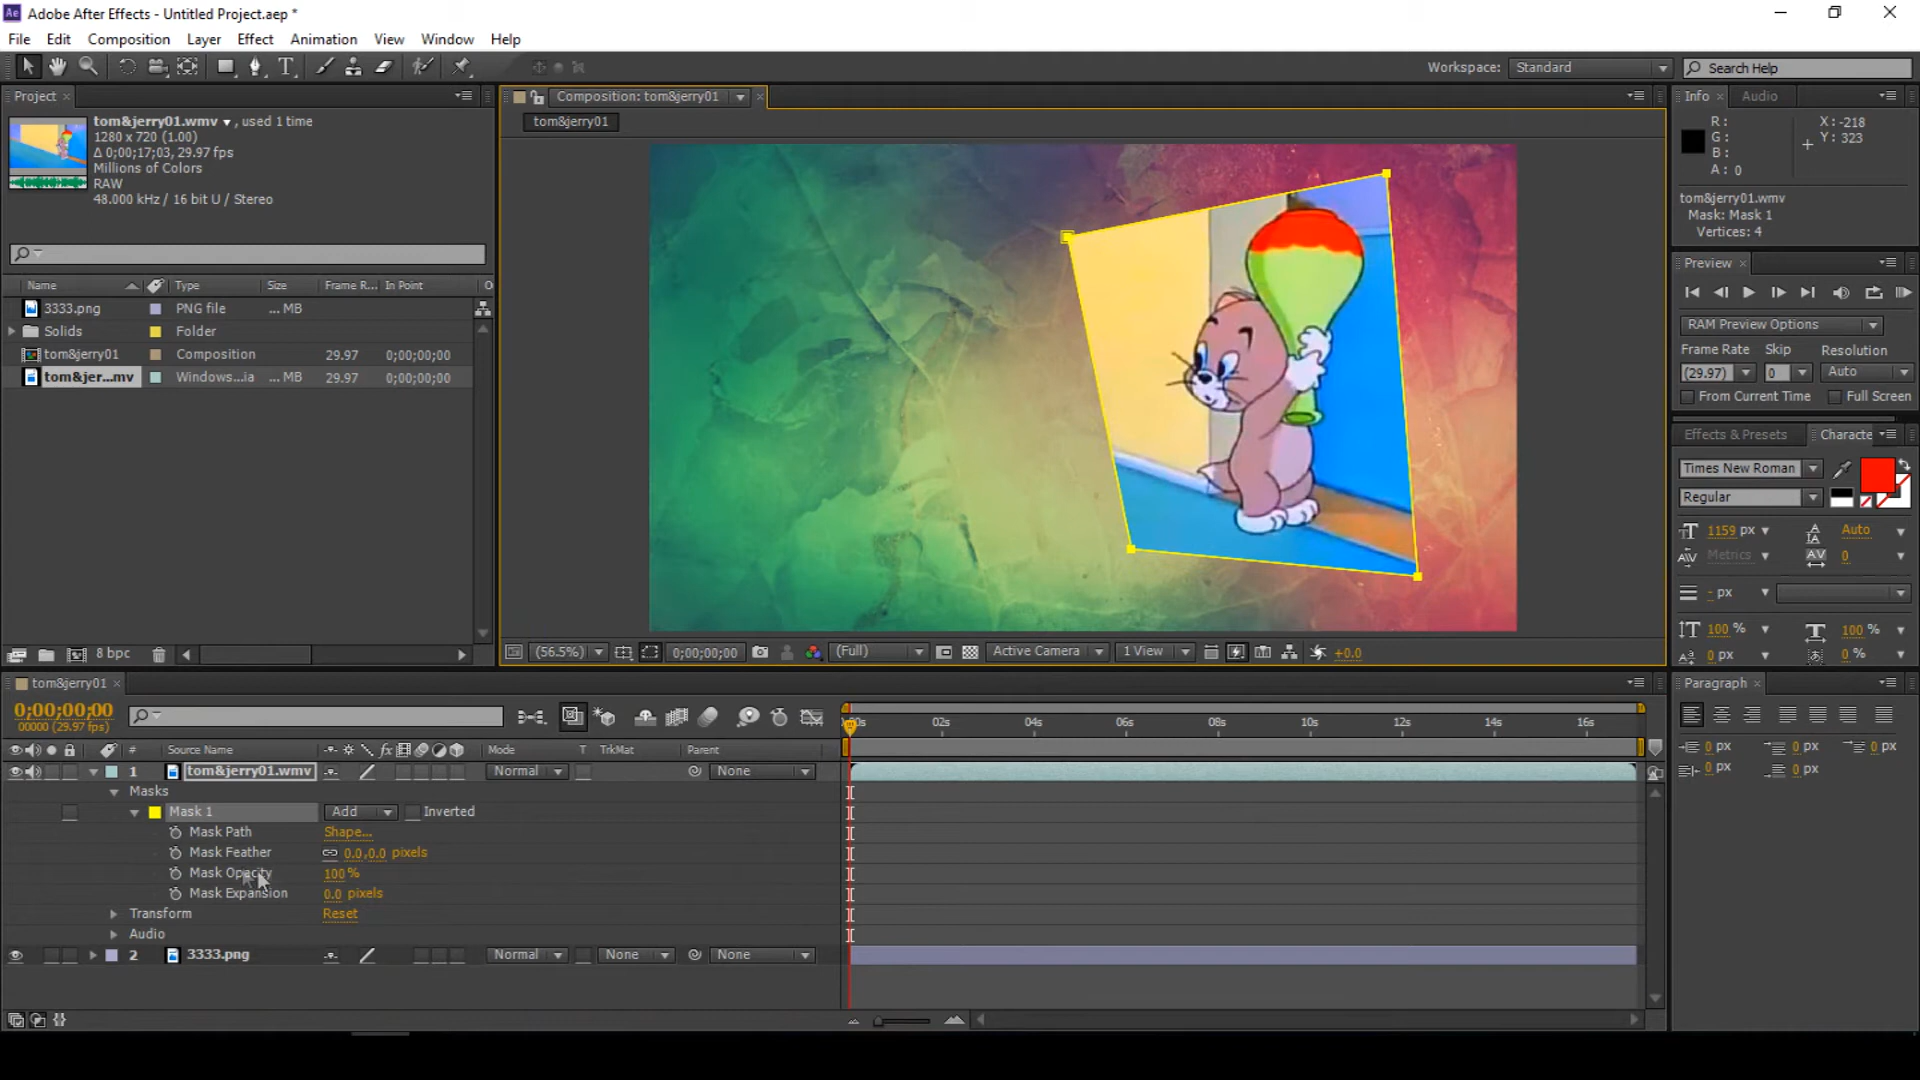 Adobe After Effects - Untitled Project.aep *
File Edit Composition Layer Effect Animation View Window Help
Workspace: Standard Search Help
Project
tom&jerry01.wmv , used 1 time
1280 x 720 (1.00)
Δ 0;00;17;03, 29.97 fps
Millions of Colors
RAW
48.000 kHz / 16 bit U / Stereo
Name Type Size Frame R... In Point O
3333.png PNG file ... MB
Solids Folder
tom&jerry01 Composition 29.97 0;00;00;00
tom&jer...mv Windows...ia ... MB 29.97 0;00;00;00
8 bpc
Composition: tom&jerry01
tom&jerry01
(56.5%) 0;00;00;00 (Full) Active Camera 1 View +0.0
Info Audio
R: X: -218
G: Y: 323
B:
A: 0
tom&jerry01.wmv
Mask: Mask 1
Vertices: 4
Preview
RAM Preview Options
Frame Rate Skip Resolution
(29.97) 0 Auto
From Current Time Full Screen
Effects & Presets Characte
Times New Roman
Regular
1159 px Auto
Metrics 0
- px
100 % 100 %
0 px 0 %
Paragraph
0 px 0 px 0 px
0 px 0 px
tom&jerry01
0;00;00;00
00000 (29.97 fps)
# Source Name fx Mode T TrkMat Parent
1 tom&jerry01.wmv Normal None
Masks
Mask 1 Add Inverted
Mask Path Shape...
Mask Feather 0.0,0.0 pixels
Mask Opacity 100 %
Mask Expansion 0.0 pixels
Transform Reset
Audio
2 3333.png Normal None None
:00s 02s 04s 06s 08s 10s 12s 14s 16s